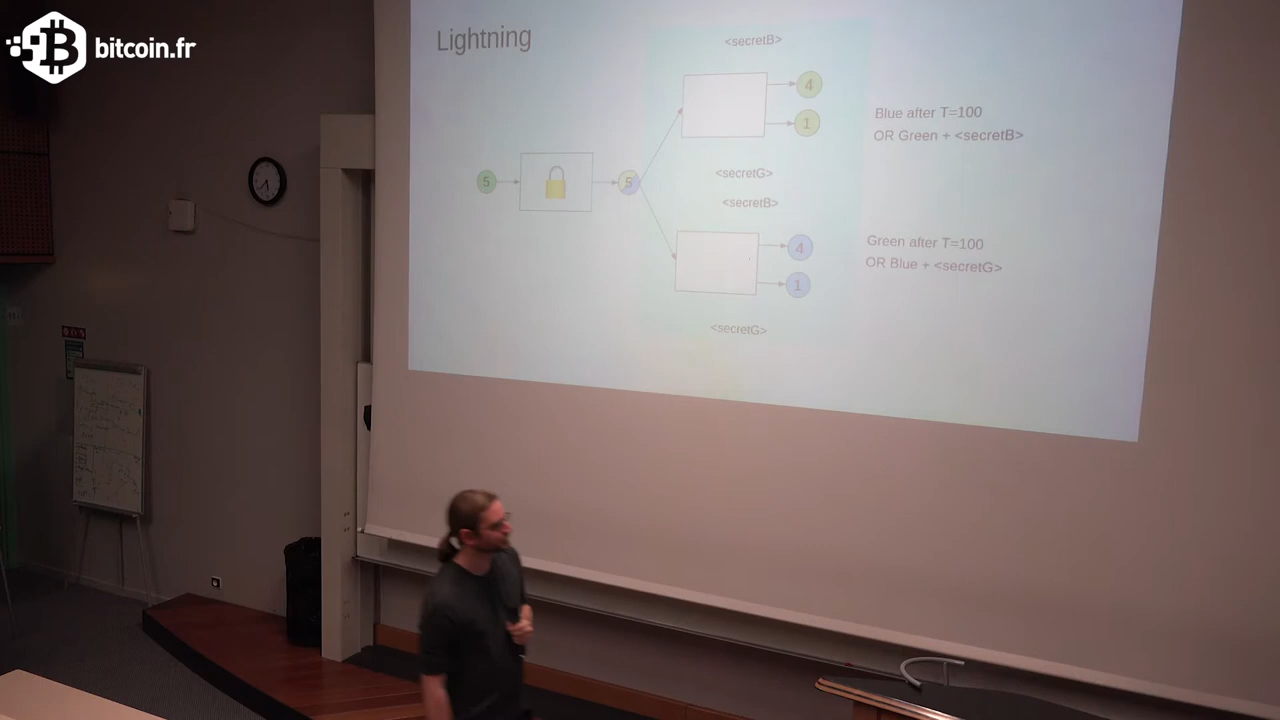 bitcoin.fr
Lightning
<secretB>
4
1
Blue after T=100
OR Green + <secretB>
5
5
<secretG>
<secretB>
4
1
Green after T=100
OR Blue + <secretG>
<secretG>